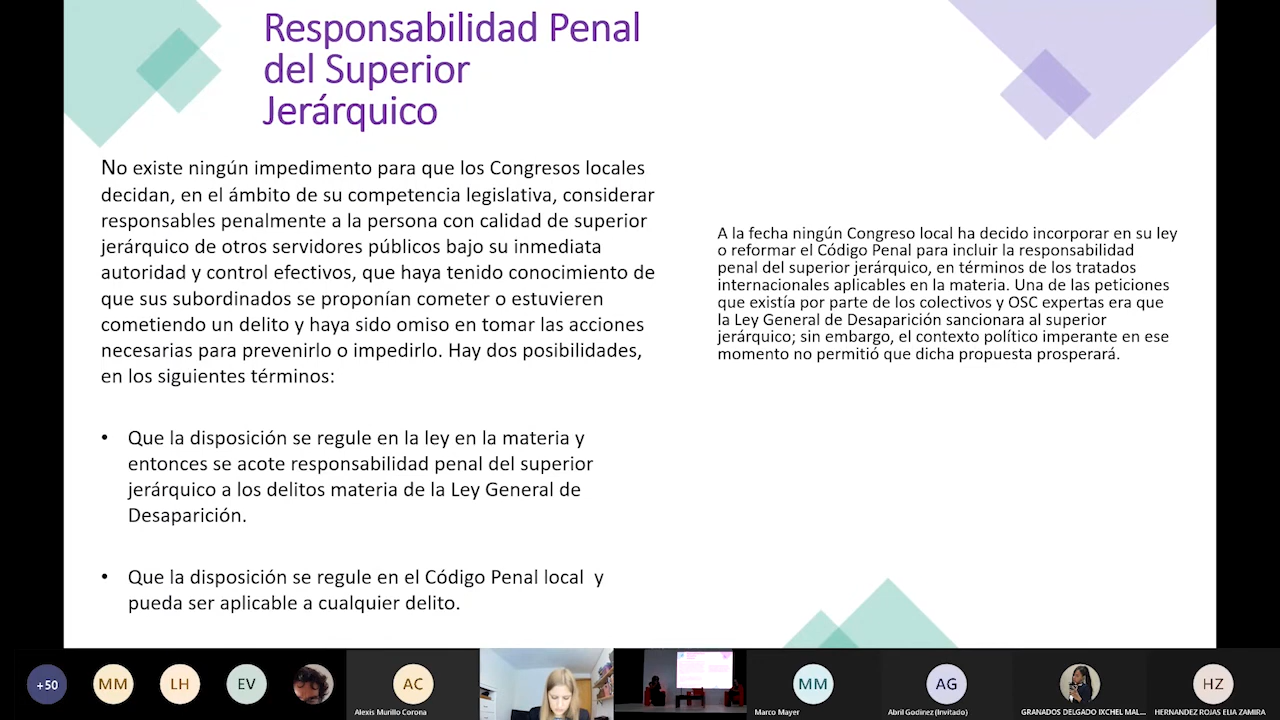 Responsabilidad Penal
del Superior
Jerárquico
No existe ningún impedimento para que los Congresos locales
decidan, en el ámbito de su competencia legislativa, considerar
responsables penalmente a la persona con calidad de superior
jerárquico de otros servidores públicos bajo su inmediata
autoridad y control efectivos, que haya tenido conocimiento de
que sus subordinados se proponían cometer o estuvieren
cometiendo un delito y haya sido omiso en tomar las acciones
necesarias para prevenirlo o impedirlo. Hay dos posibilidades,
en los siguientes términos:
• Que la disposición se regule en la ley en la materia y
entonces se acote responsabilidad penal del superior
jerárquico a los delitos materia de la Ley General de
Desaparición.
• Que la disposición se regule en el Código Penal local y
pueda ser aplicable a cualquier delito.
A la fecha ningún Congreso local ha decido incorporar en su ley
o reformar el Código Penal para incluir la responsabilidad
penal del superior jerárquico, en términos de los tratados
internacionales aplicables en la materia. Una de las peticiones
que existía por parte de los colectivos y OSC expertas era que
la Ley General de Desaparición sancionara al superior
jerárquico; sin embargo, el contexto político imperante en ese
momento no permitió que dicha propuesta prosperará.
+50
MM
LH
EV
AC
Alexis Murillo Corona
MM
Marco Mayer
AG
Abril Godinez (Invitado)
GRANADOS DELGADO IXCHEL MAL...
HZ
HERNANDEZ ROJAS ELIA ZAMIRA